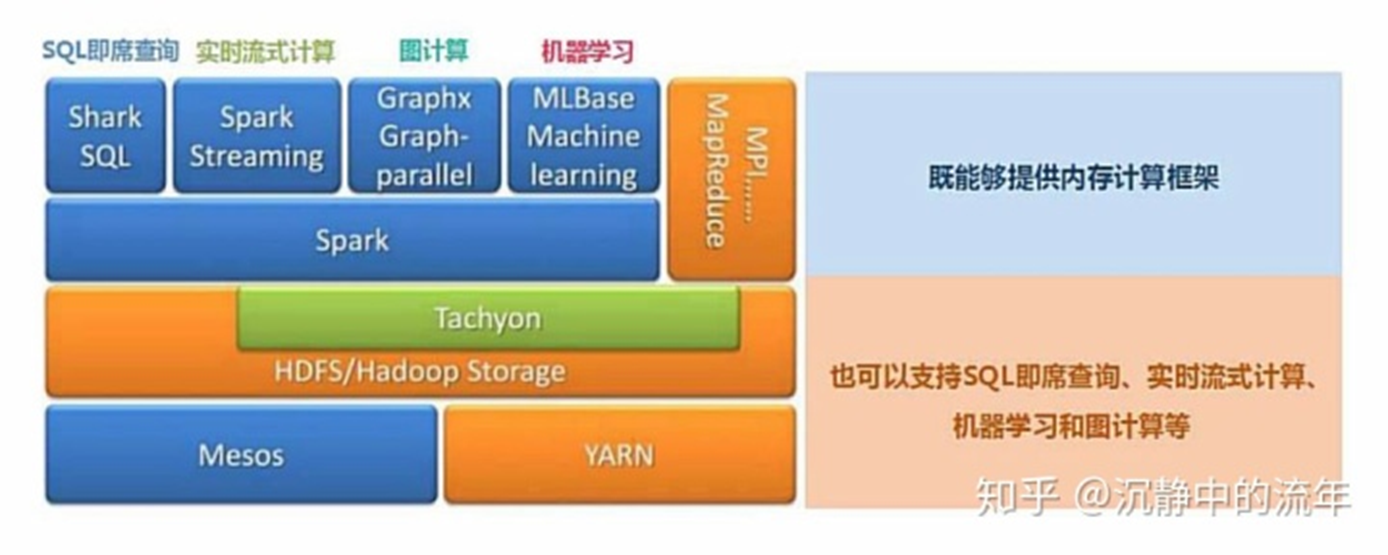 SQL即席查询
实时流式计算
图计算
机器学习
Shark
SQL
Spark
Streaming
Graphx
Graph-
parallel
MLBase
Machine
learning
MPI,……
MapReduce
Spark
Tachyon
HDFS/Hadoop Storage
Mesos
YARN
既能够提供内存计算框架
也可以支持SQL即席查询、实时流式计算、
机器学习和图计算等
知乎 @沉静中的流年